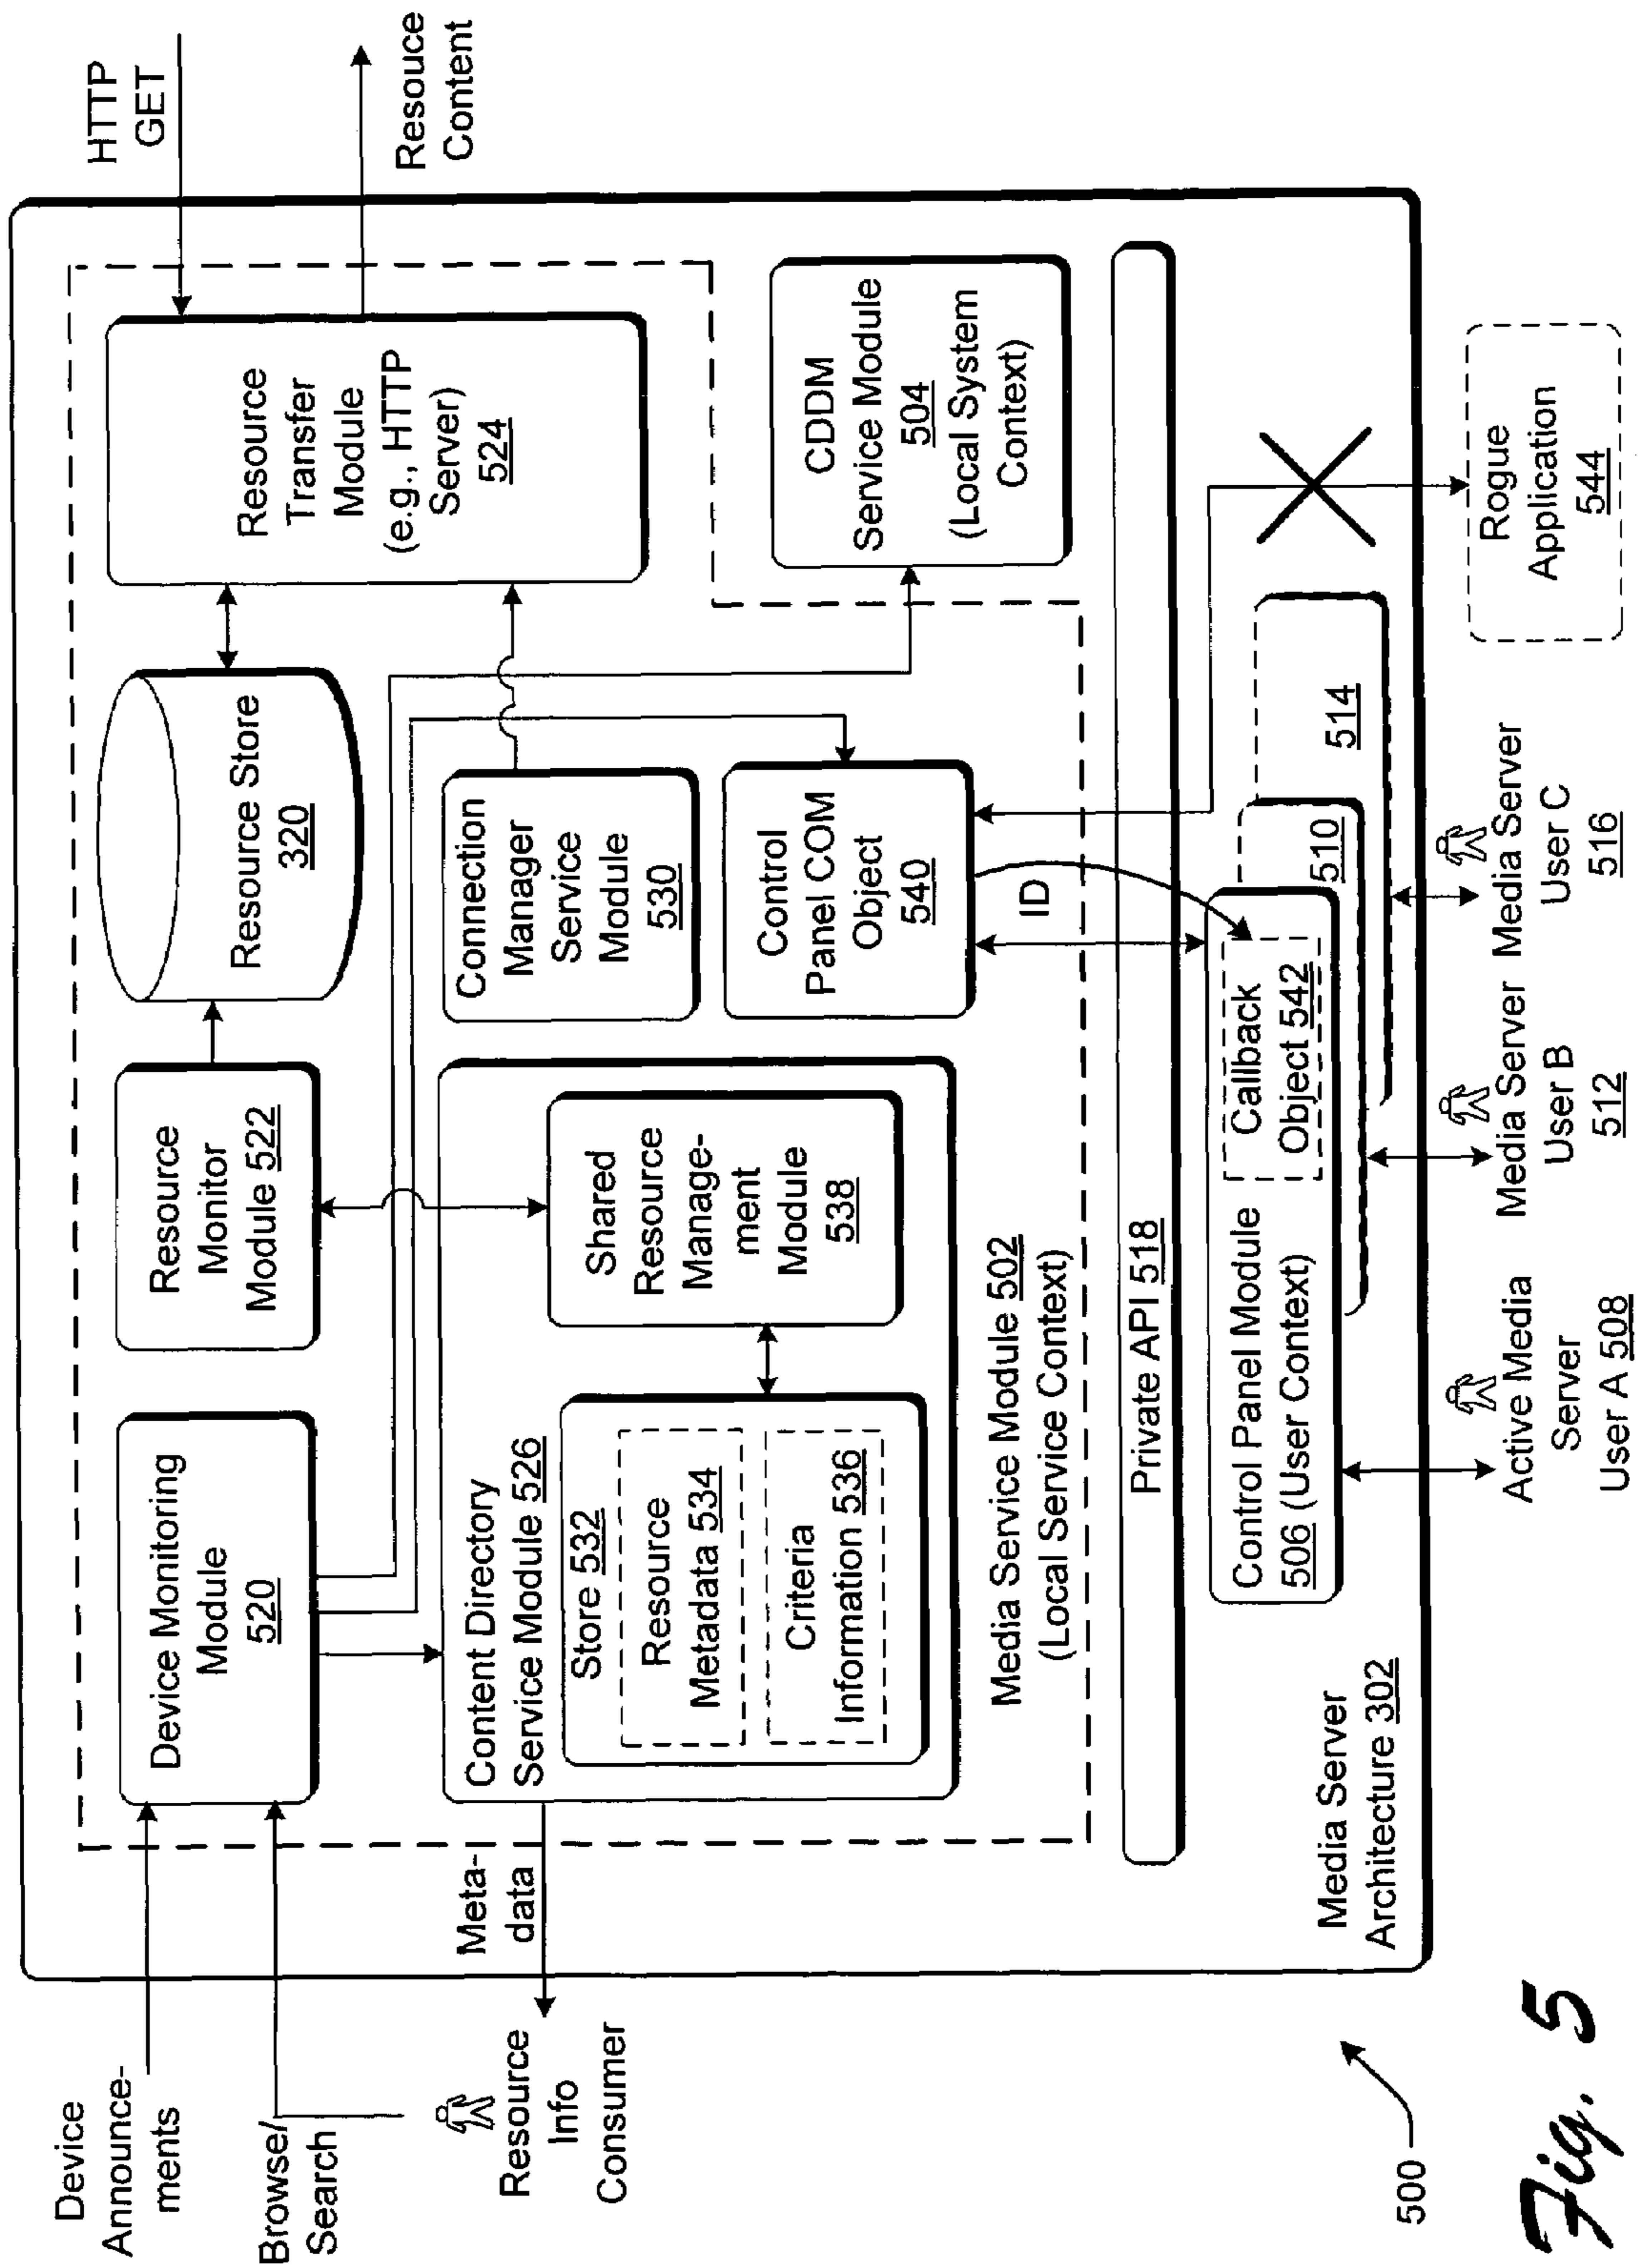 Device
Announce-
ments
Browse/
Search
Resource
Info
Consumer
Meta-
data
HTTP
GET
Resouce
Content
Device Monitoring
Module
520
Resource
Monitor
Module 522
Resource Store
320
Resource
Transfer
Module
(e.g., HTTP
Server)
524
Content Directory
Service Module 526
Store 532
Resource
Metadata 534
Criteria
Information 536
Shared
Resource
Manage-
ment
Module
538
Connection
Manager
Service
Module
530
Control
Panel COM
Object
540
CDDM
Service Module
504
(Local System
Context)
Media Service Module 502
(Local Service Context)
ID
Private API 518
Control Panel Module
506 (User Context)
Callback
Object 542
510
514
Media Server
Architecture 302
Active Media
Server
User A 508
Media Server
User B
512
Media Server
User C
516
Rogue
Application
544
500
Fig. 5